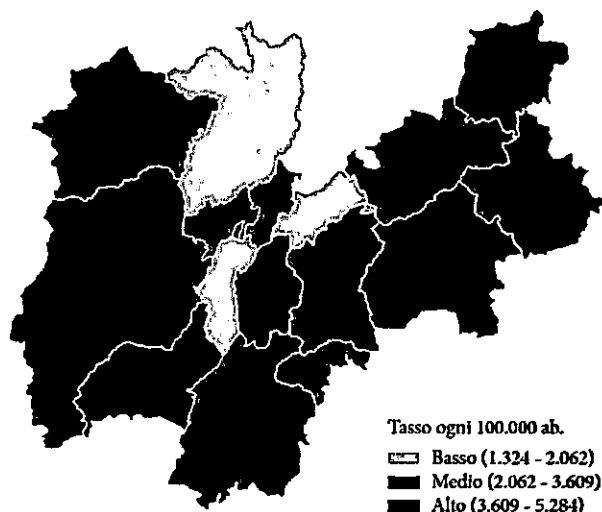 Tasso ogni 100.000 ab.
Basso (1.324 - 2.062)
Medio (2.062 - 3.609)
Alto (3.609 - 5.284)